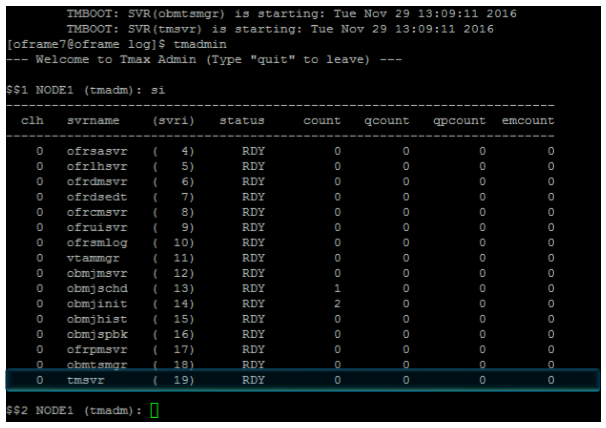 TMBOOT: SVR(obmtsmgr) is starting: Tue Nov 29 13:09:11 2016
TMBOOT: SVR(tmsvr) is starting: Tue Nov 29 13:09:11 2016
[oframe7@oframe log]$ tmadmin
--- Welcome to Tmax Admin (Type "quit" to leave) ---
$$1 NODE1 (tmadm): si
------------------------------------------------------------------------
clh svrname (svri) status count qcount qpcount emcount
------------------------------------------------------------------------
0 ofrsasvr ( 4) RDY 0 0 0 0
0 ofrlhsvr ( 5) RDY 0 0 0 0
0 ofrdmsvr ( 6) RDY 0 0 0 0
0 ofrdsedt ( 7) RDY 0 0 0 0
0 ofrcmsvr ( 8) RDY 0 0 0 0
0 ofruisvr ( 9) RDY 0 0 0 0
0 ofrsmlog ( 10) RDY 0 0 0 0
0 vtammgr ( 11) RDY 0 0 0 0
0 obmjmsvr ( 12) RDY 0 0 0 0
0 obmjschd ( 13) RDY 1 0 0 0
0 obmjinit ( 14) RDY 2 0 0 0
0 obmjhist ( 15) RDY 0 0 0 0
0 obmjspbk ( 16) RDY 0 0 0 0
0 ofrpmsvr ( 17) RDY 0 0 0 0
0 obmtsmgr ( 18) RDY 0 0 0 0
0 tmsvr ( 19) RDY 0 0 0 0
$$2 NODE1 (tmadm):